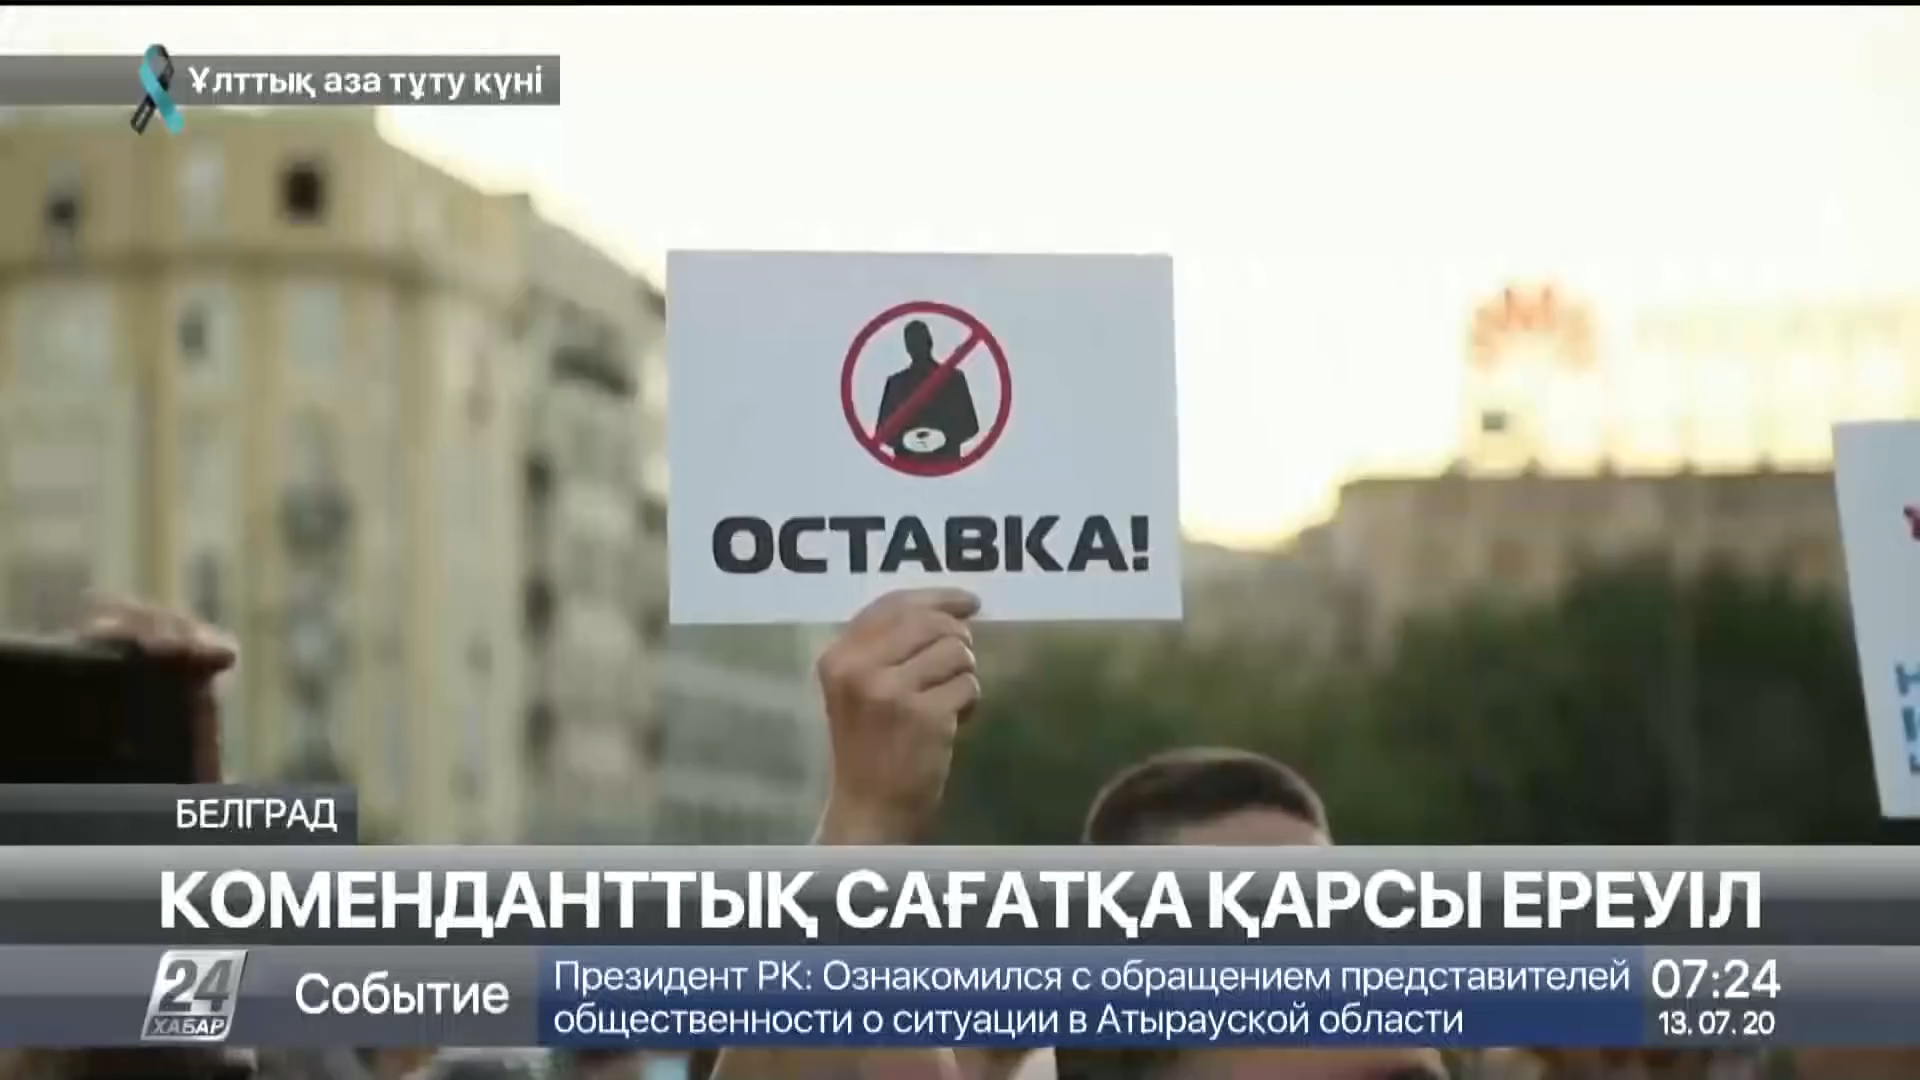 Ұлттық аза тұту күні
ОСТАВКА!
БЕЛГРАД
КОМЕНДАНТТЫҚ САҒАТҚА ҚАРСЫ ЕРЕУІЛ
24
ХАБАР
Событие
Президент РК: Ознакомился с обращением представителей
общественности о ситуации в Атырауской области
07:24
13.07.20